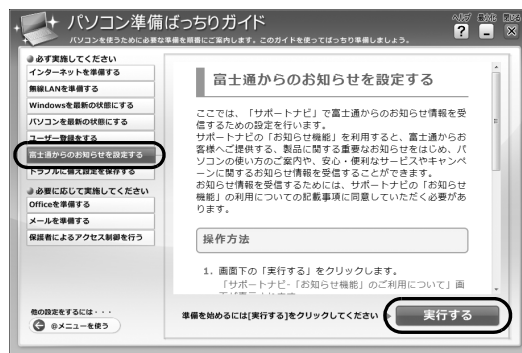 パソコン準備ばっちりガイド
パソコンを使うために必要な準備を順番にご案内します。このガイドを使ってばっちり準備しましょう。
ヘルプ 最小化 閉じる
? - ×
必ず実施してください
インターネットを準備する
無線LANを準備する
Windowsを最新の状態にする
パソコンを最新の状態にする
ユーザー登録をする
富士通からのお知らせを設定する
トラブルに備え設定を保存する
必要に応じて実施してください
Officeを準備する
メールを準備する
保護者によるアクセス制御を行う
他の設定をするには・・・
@メニューを使う
富士通からのお知らせを設定する
ここでは、「サポートナビ」で富士通からのお知らせ情報を受
信するための設定を行います。
サポートナビの「お知らせ機能」を利用すると、富士通からお
客様へご提供する、製品に関する重要なお知らせをはじめ、パ
ソコンの使い方のご案内や、安心・便利なサービスやキャンペ
ーンに関するお知らせ情報を受信することができます。
お知らせ情報を受信するためには、サポートナビの「お知らせ
機能」の利用についての記載事項に同意していただく必要があ
ります。
操作方法
1. 画面下の「実行する」をクリックします。
「サポートナビ-「お知らせ機能」のご利用について」画
面が表示されます。
準備を始めるには[実行する]をクリックしてください
実行する